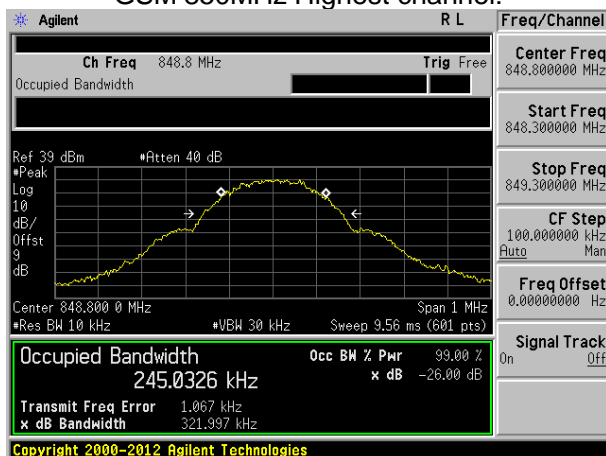 GSM 850MHz Highest channel:
Agilent R L Freq/Channel
Ch Freq 848.8 MHz Trig Free
Occupied Bandwidth
Center Freq
848.800000 MHz
Start Freq
848.300000 MHz
Stop Freq
849.300000 MHz
CF Step
100.000000 kHz
Auto Man
Freq Offset
0.00000000 Hz
Signal Track
On Off
Ref 39 dBm #Atten 40 dB
#Peak
Log
10
dB/
Offst
9
dB
Center 848.800 0 MHz Span 1 MHz
#Res BW 10 kHz #VBW 30 kHz Sweep 9.56 ms (601 pts)
Occupied Bandwidth Occ BW % Pwr 99.00 %
245.0326 kHz x dB -26.00 dB
Transmit Freq Error 1.067 kHz
x dB Bandwidth 321.997 kHz
Copyright 2000-2012 Agilent Technologies